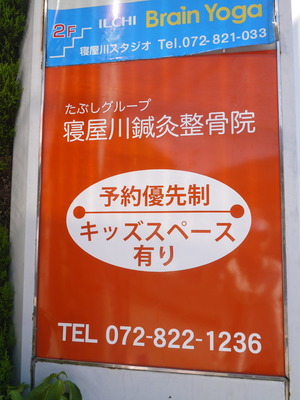 2F ILCHI Brain Yoga
寝屋川スタジオ Tel.072-821-033
たぶしグループ
寝屋川鍼灸整骨院
予約優先制
キッズスペース
有り
TEL 072-822-1236